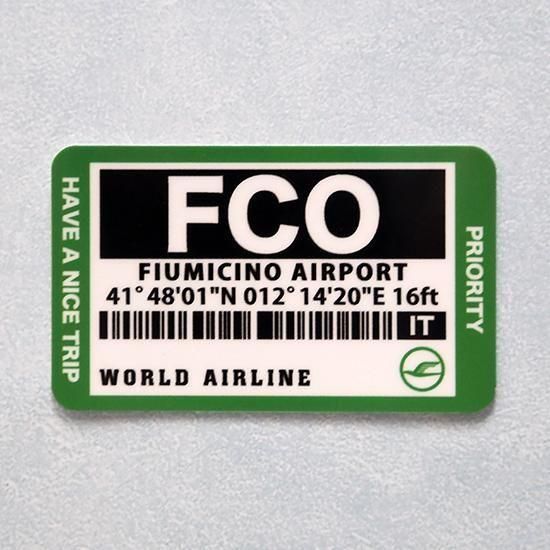 HAVE A NICE TRIP
FCO
FIUMICINO AIRPORT
41°48'01"N 012°14'20"E 16ft
IT
WORLD AIRLINE
PRIORITY